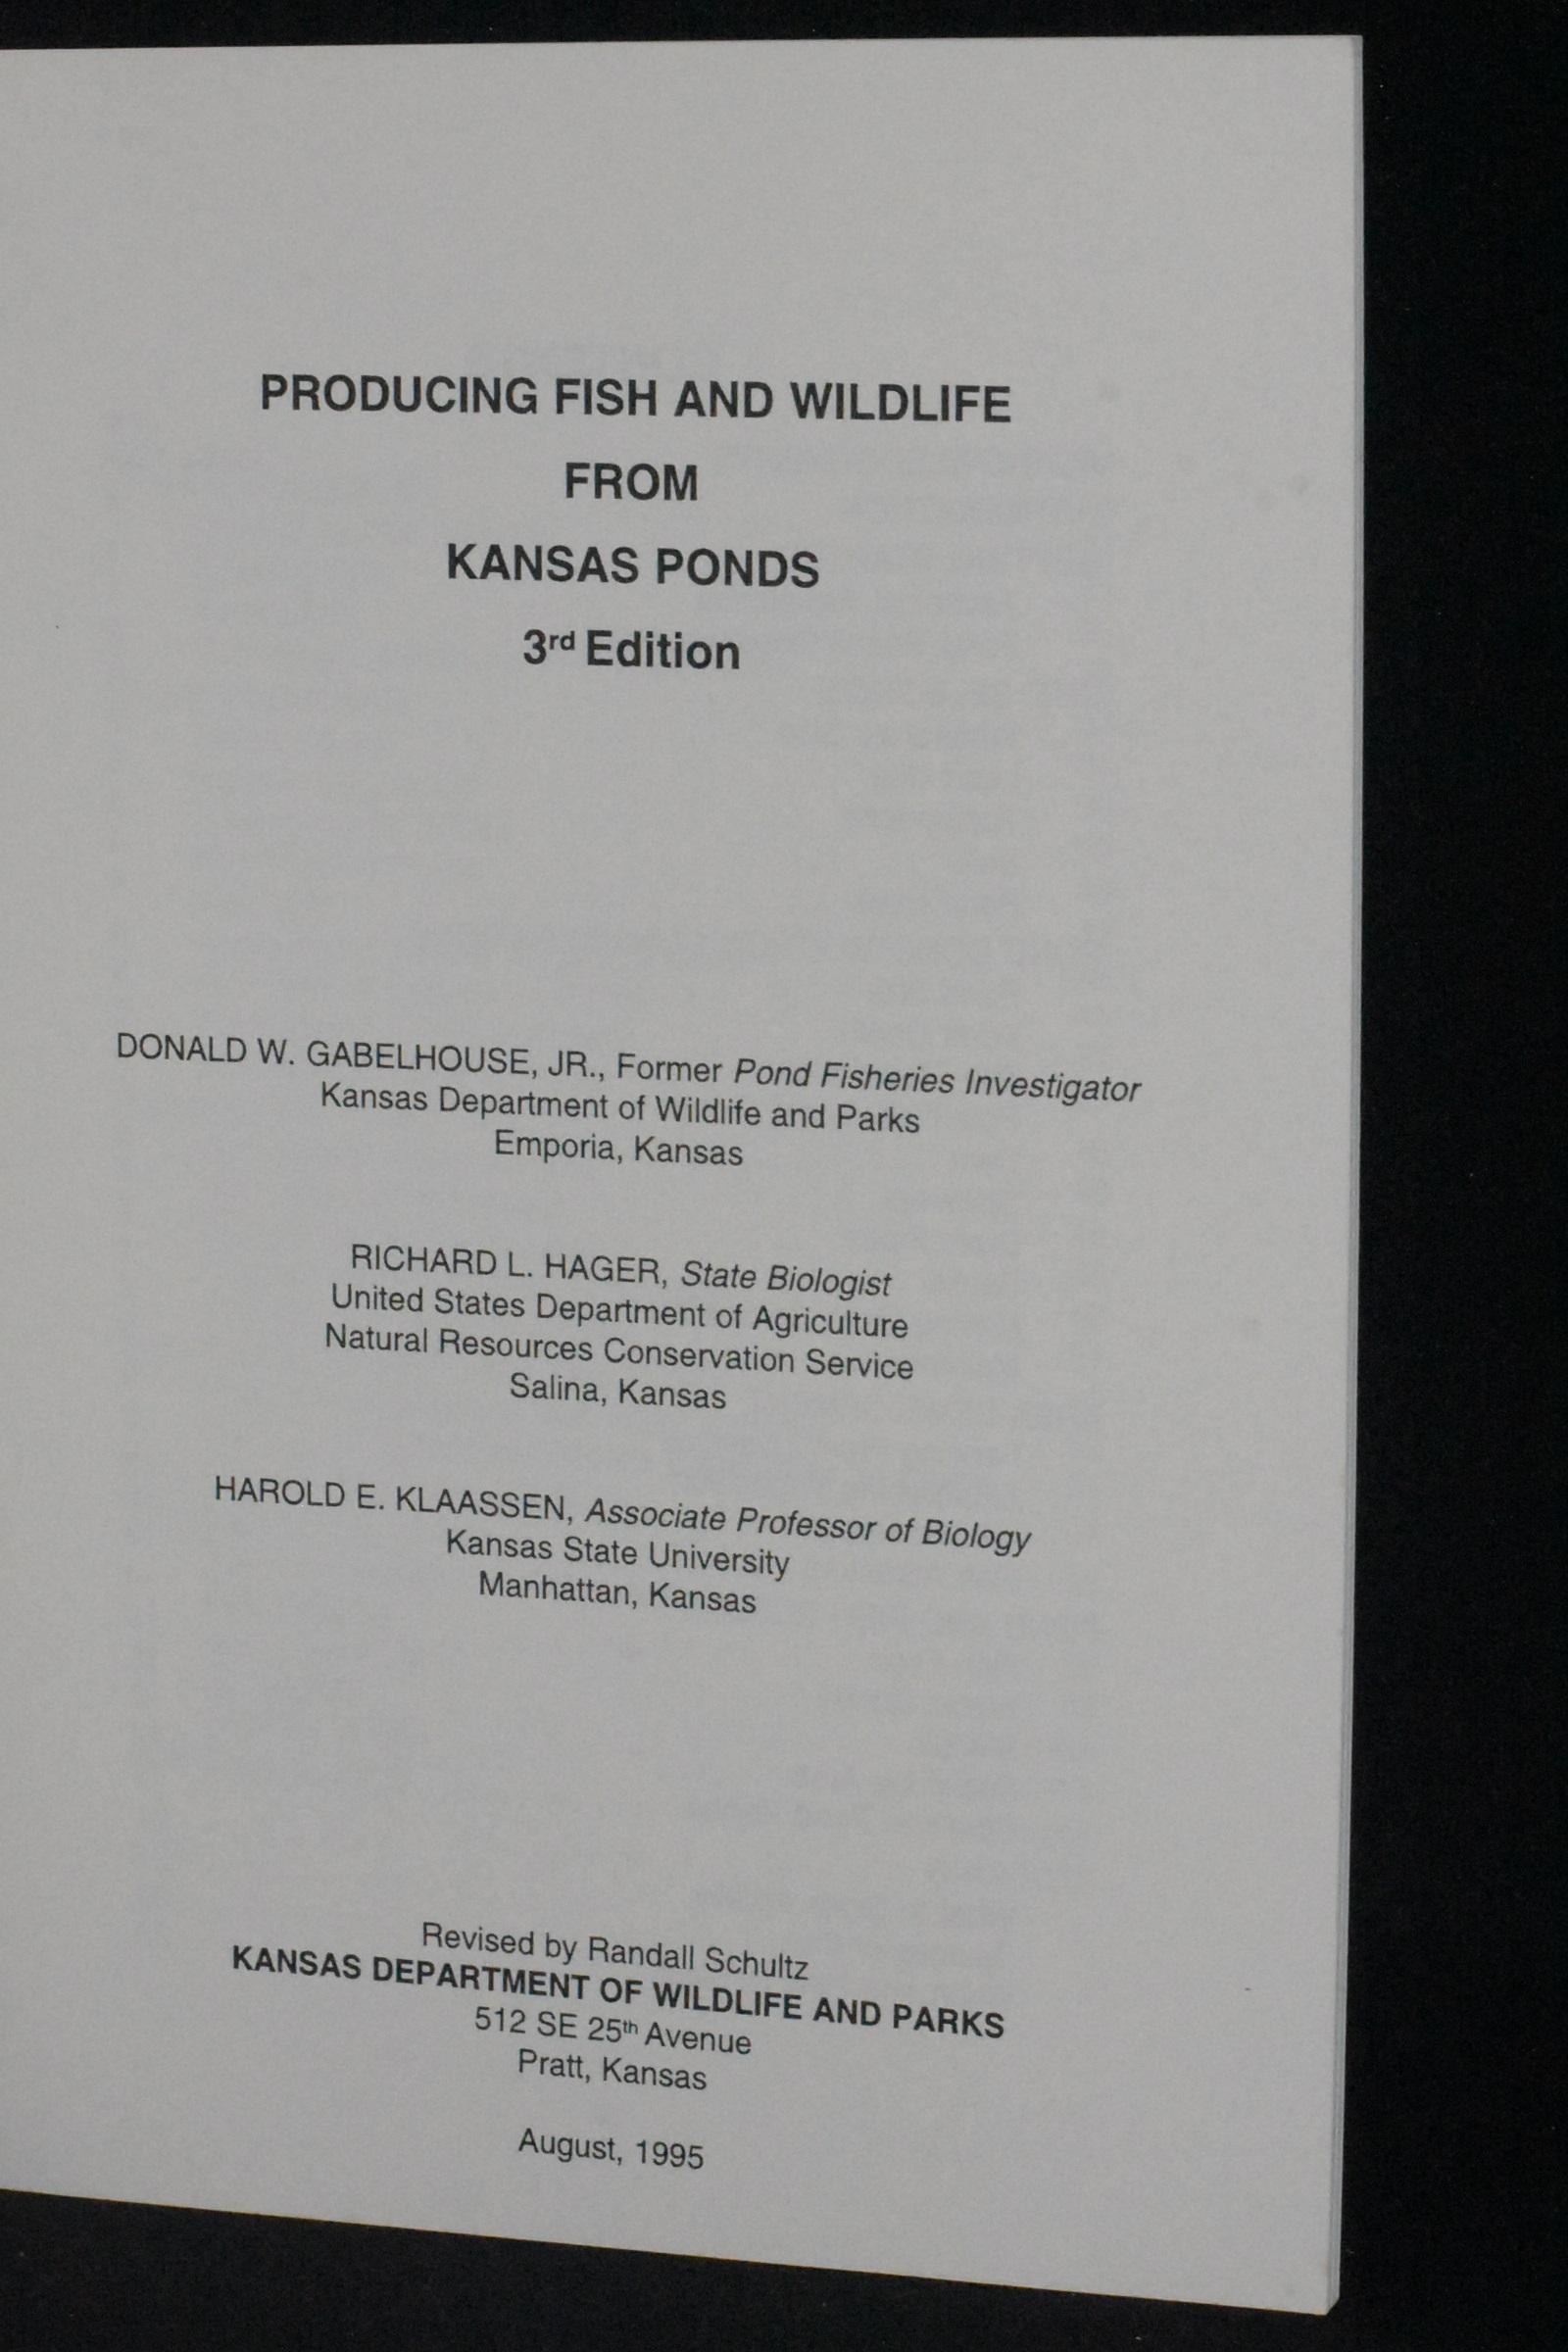 PRODUCING FISH AND WILDLIFE
FROM
KANSAS PONDS
3rd Edition
DONALD W. GABELHOUSE, JR., Former Pond Fisheries Investigator
Kansas Department of Wildlife and Parks
Emporia, Kansas
RICHARD L. HAGER, State Biologist
United States Department of Agriculture
Natural Resources Conservation Service
Salina, Kansas
HAROLD E. KLAASSEN, Associate Professor of Biology
Kansas State University
Manhattan, Kansas
Revised by Randall Schultz
KANSAS DEPARTMENT OF WILDLIFE AND PARKS
512 SE 25th Avenue
Pratt, Kansas
August, 1995